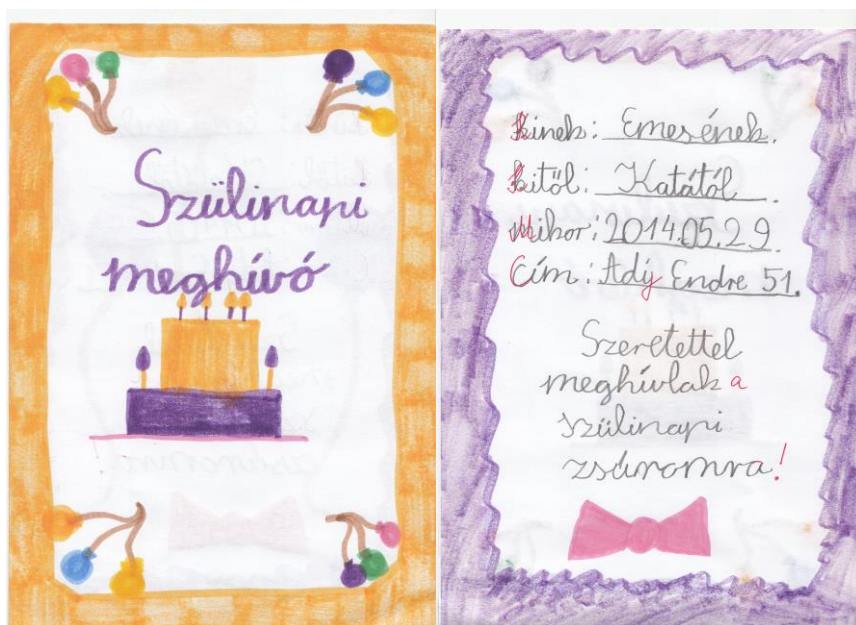 Szülinapi
meghívó
Kinek: Emesének.
Kitől: Katától.
Mikor: 2014.05.29.
Cím: Ady Endre 51.
Szeretettel
meghívlak a
szülinapi
zsúromra!